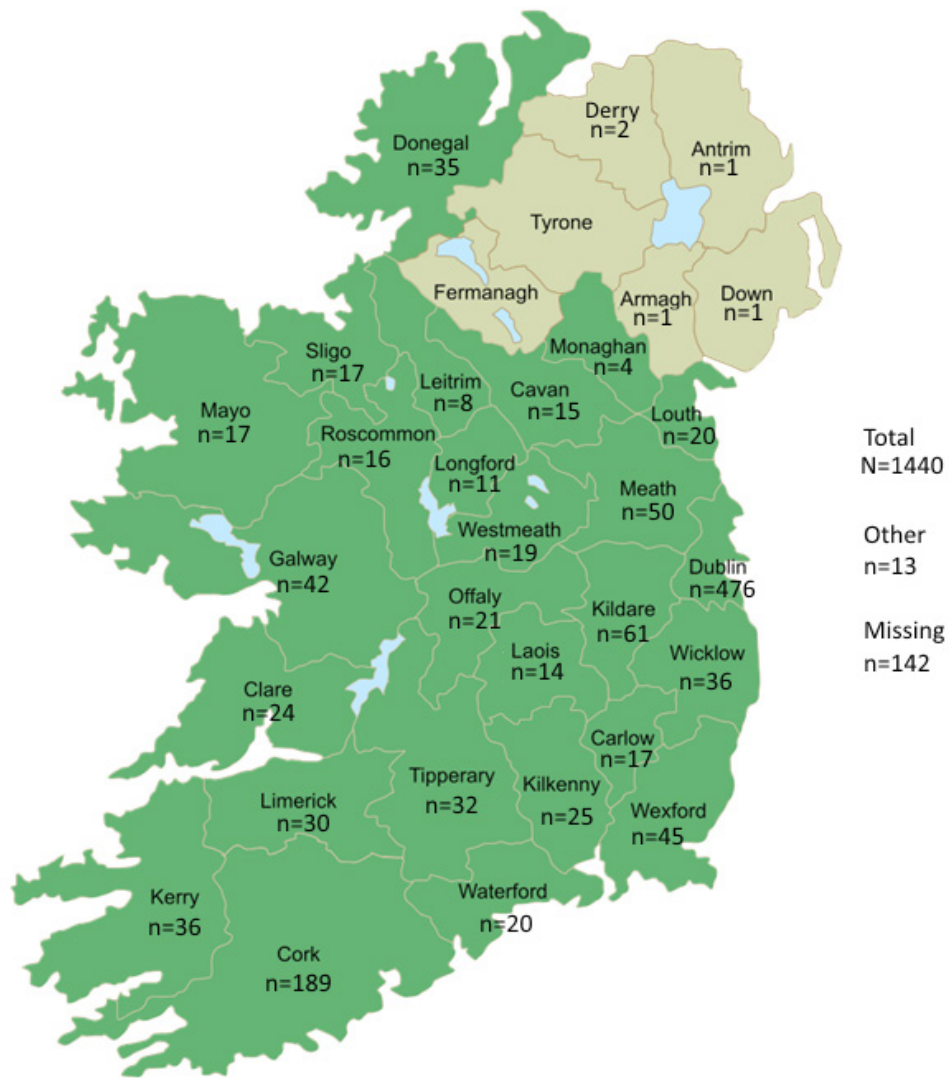 Derry
n=2
Antrim
n=1
Donegal
n=35
Tyrone
Fermanagh
Armagh
n=1
Down
n=1
Monaghan
n=4
Sligo
n=17
Leitrim
n=8
Cavan
n=15
Mayo
n=17
Louth
n=20
Roscommon
n=16
Longford
n=11
Meath
n=50
Westmeath
n=19
Galway
n=42
Dublin
n=476
Offaly
n=21
Kildare
n=61
Laois
n=14
Wicklow
n=36
Clare
n=24
Carlow
n=17
Tipperary
n=32
Kilkenny
n=25
Limerick
n=30
Wexford
n=45
Waterford
n=20
Kerry
n=36
Cork
n=189
Total
N=1440
Other
n=13
Missing
n=142